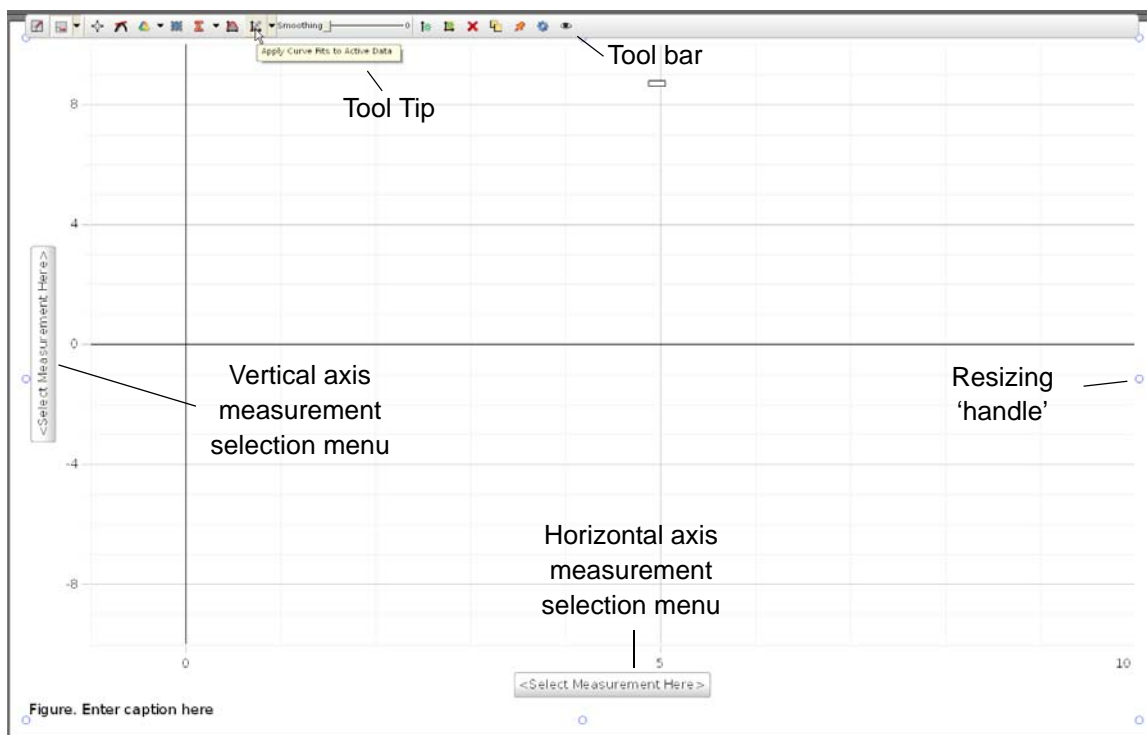 Smoothing 0
Apply Curve Fits to Active Data
Tool bar
Tool Tip
8
4
0
-4
-8
<Select Measurement Here>
Vertical axis
measurement
selection menu
Resizing
‘handle’
Horizontal axis
measurement
selection menu
0 5 10
<Select Measurement Here>
Figure. Enter caption here